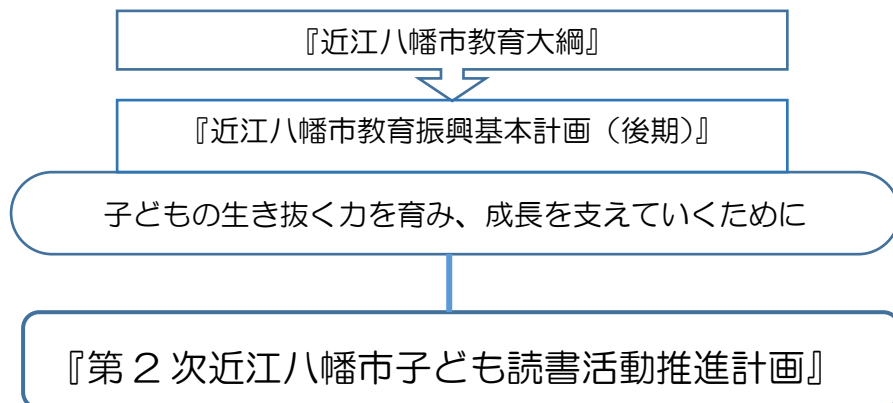 『近江八幡市教育大綱』
『近江八幡市教育振興基本計画（後期）』
子どもの生き抜く力を育み、成長を支えていくために
『第２次近江八幡市子ども読書活動推進計画』